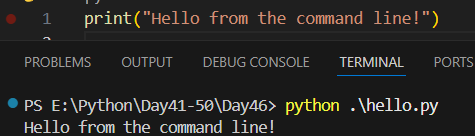 1 print("Hello from the command line!")
2
PROBLEMS OUTPUT DEBUG CONSOLE TERMINAL PORTS
PS E:\Python\Day41-50\Day46> python .\hello.py
Hello from the command line!